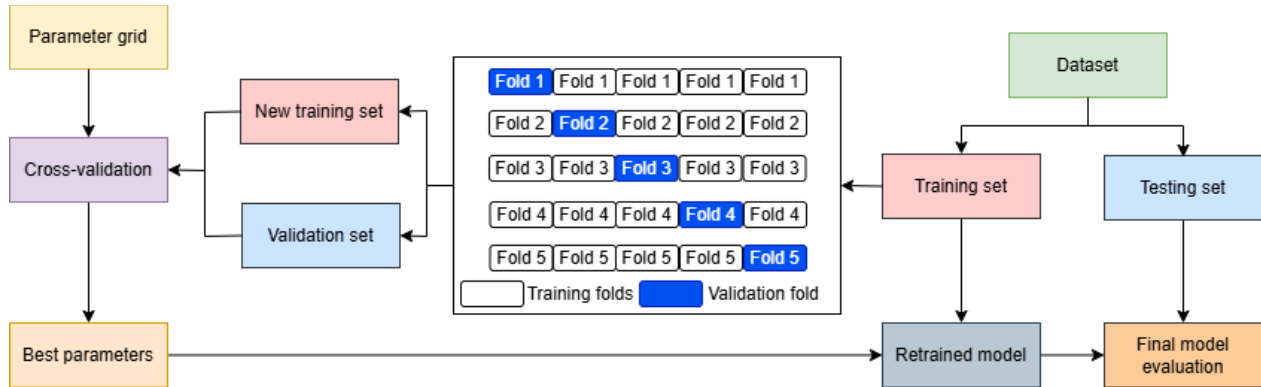 Parameter grid
Cross-validation
Best parameters
New training set
Validation set
Fold 1 Fold 1 Fold 1 Fold 1 Fold 1
Fold 2 Fold 2 Fold 2 Fold 2 Fold 2
Fold 3 Fold 3 Fold 3 Fold 3 Fold 3
Fold 4 Fold 4 Fold 4 Fold 4 Fold 4
Fold 5 Fold 5 Fold 5 Fold 5 Fold 5
Training folds Validation fold
Dataset
Training set
Testing set
Retrained model
Final model
evaluation